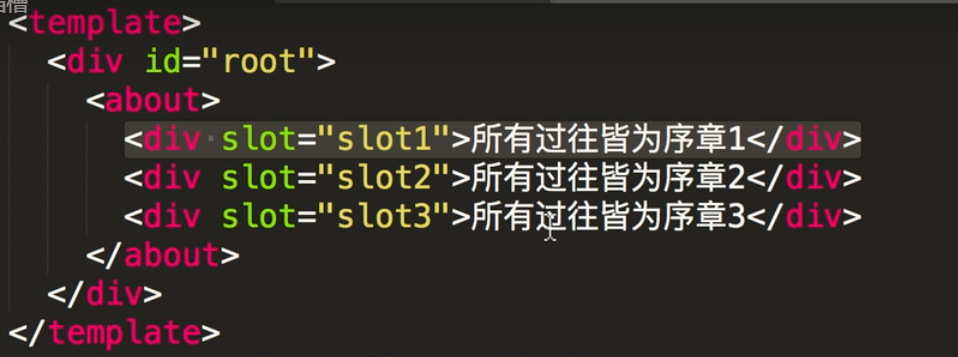 <template>
<div id="root">
<about>
<div slot="slot1">所有过往皆为序章1</div>
<div slot="slot2">所有过往皆为序章2</div>
<div slot="slot3">所有过往皆为序章3</div>
</about>
</div>
</template>